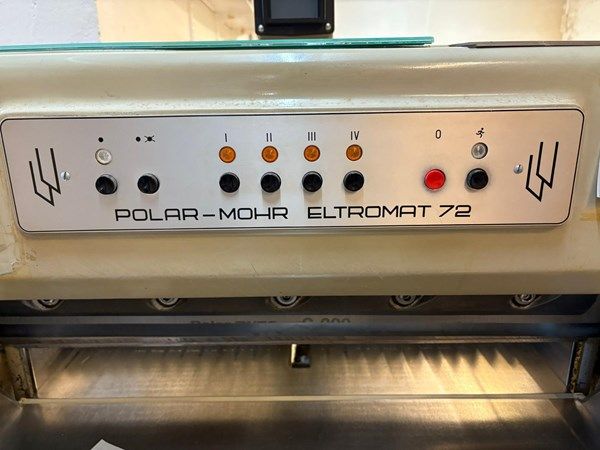 I II III IV 0
POLAR-MOHR ELTROMAT 72